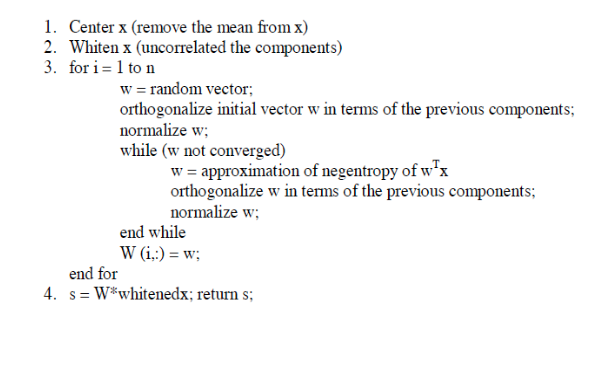 1. Center x (remove the mean from x)
2. Whiten x (uncorrelated the components)
3. for i = 1 to n
w = random vector;
orthogonalize initial vector w in terms of the previous components;
normalize w;
while (w not converged)
w = approximation of negentropy of wᵀx
orthogonalize w in terms of the previous components;
normalize w;
end while
W (i,:) = w;
end for
4. s = W*whitenedx; return s;